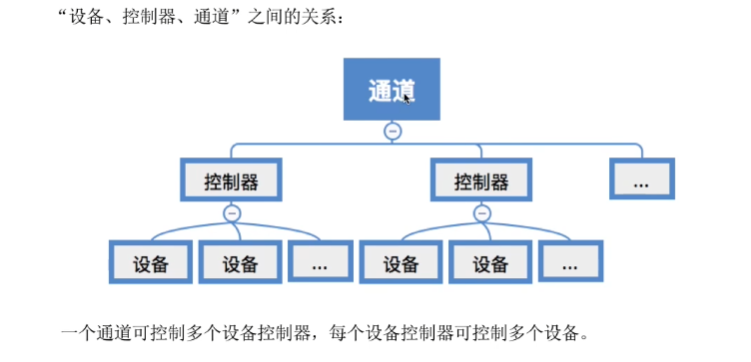 “设备、控制器、通道”之间的关系：
通道
控制器 控制器 ...
设备 设备 ... 设备 设备 ...
一个通道可控制多个设备控制器，每个设备控制器可控制多个设备。